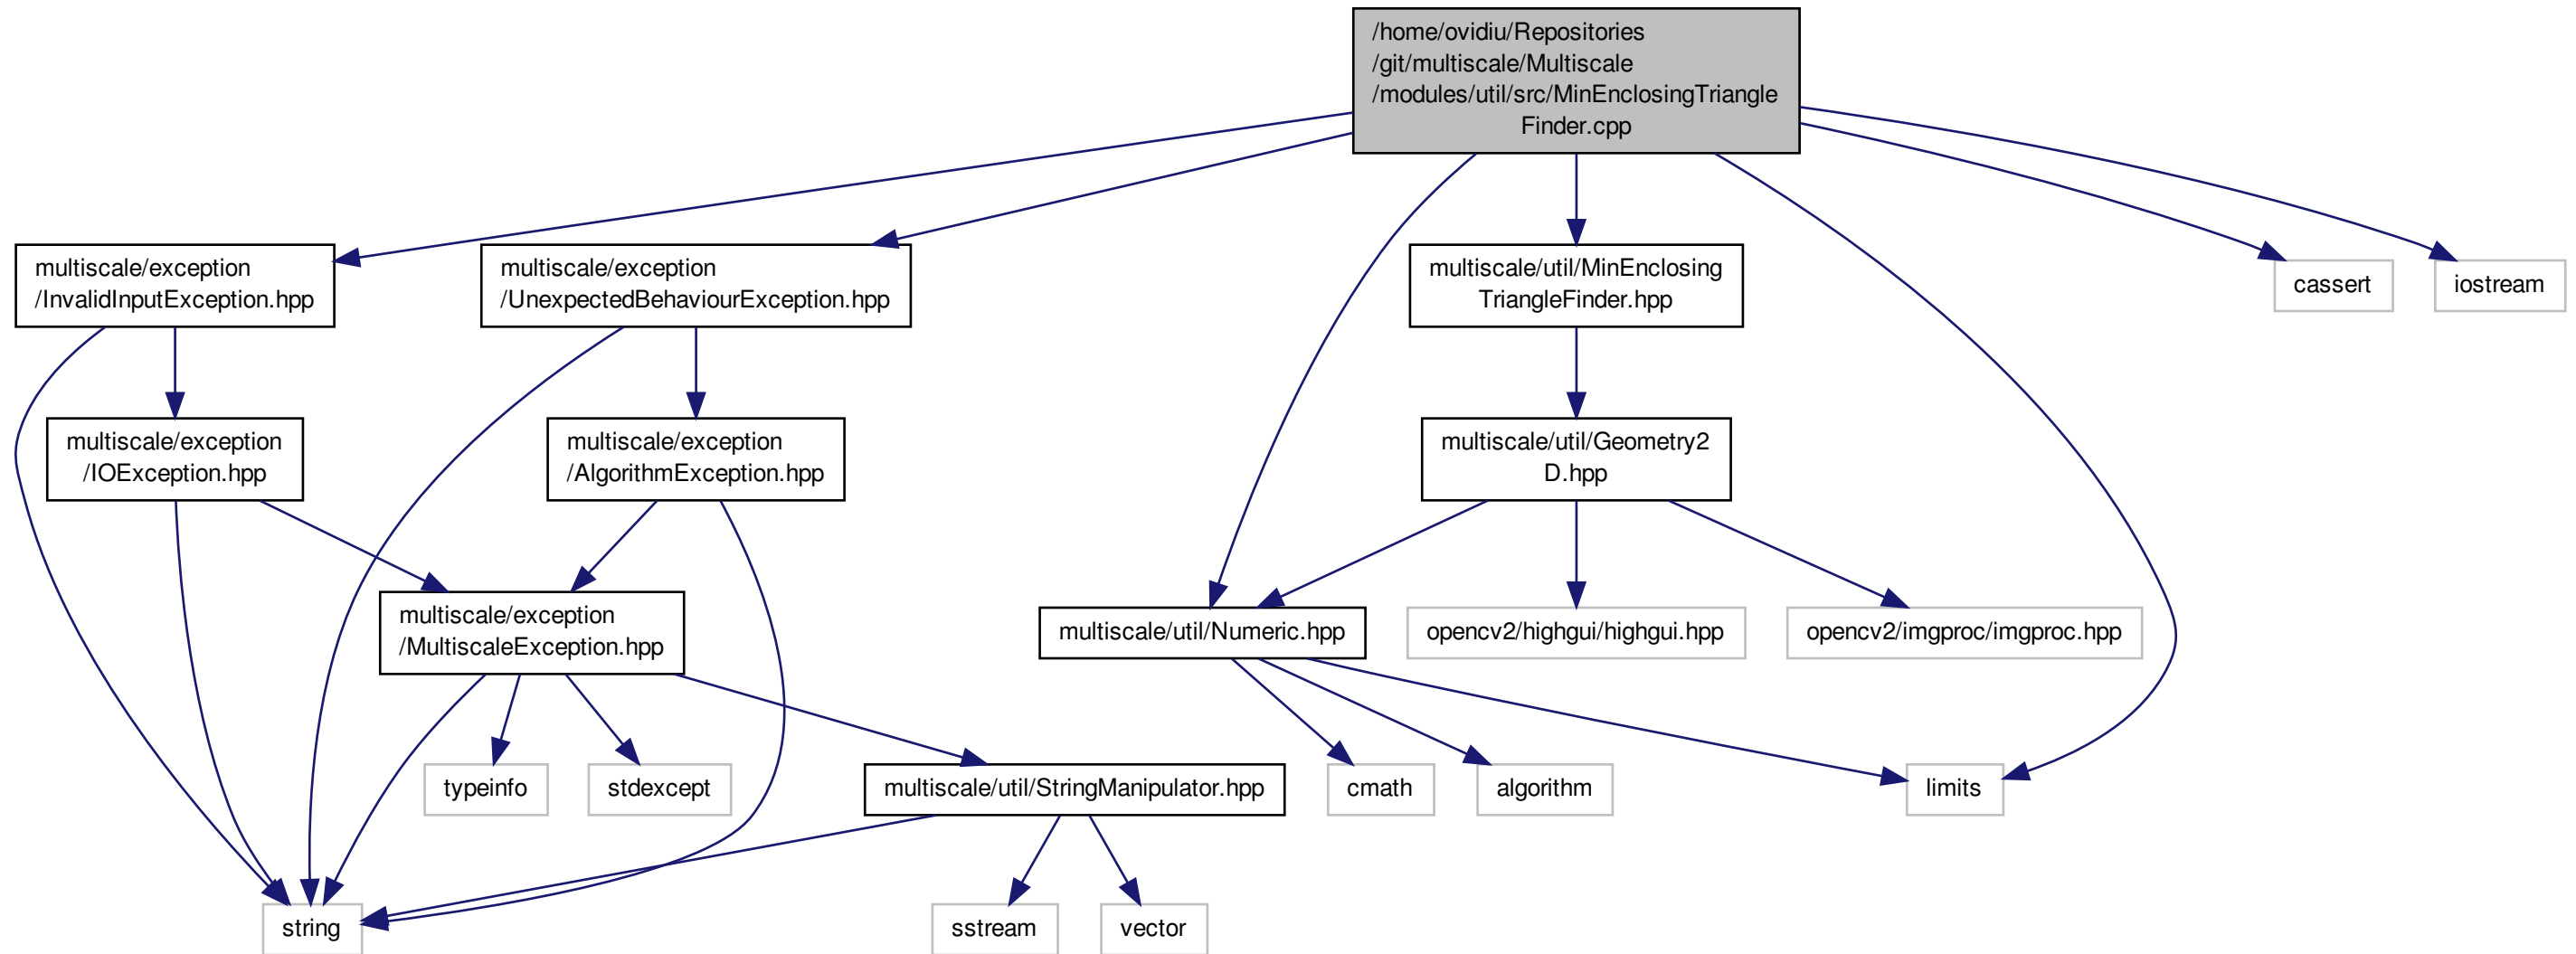 /home/ovidiu/Repositories
/git/multiscale/Multiscale
/modules/util/src/MinEnclosingTriangle
Finder.cpp
multiscale/exception
/InvalidInputException.hpp
multiscale/exception
/UnexpectedBehaviourException.hpp
multiscale/util/MinEnclosing
TriangleFinder.hpp
cassert
iostream
multiscale/exception
/IOException.hpp
multiscale/exception
/AlgorithmException.hpp
multiscale/util/Geometry2
D.hpp
multiscale/exception
/MultiscaleException.hpp
multiscale/util/Numeric.hpp
opencv2/highgui/highgui.hpp
opencv2/imgproc/imgproc.hpp
typeinfo
stdexcept
multiscale/util/StringManipulator.hpp
cmath
algorithm
limits
string
sstream
vector